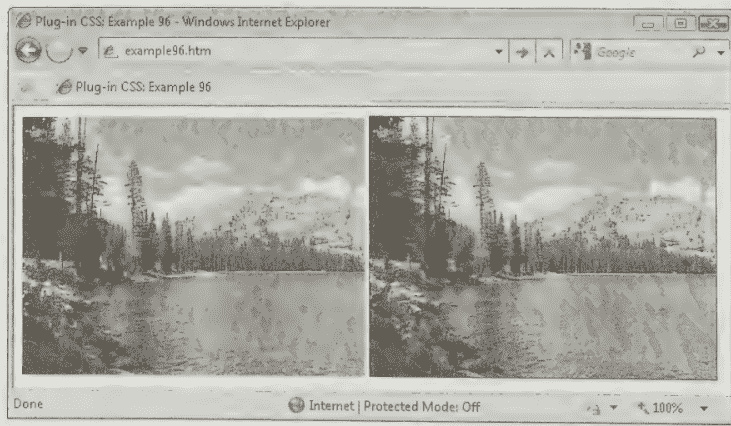 Plug-in CSS: Example 96 - Windows Internet Explorer
example96.htm
Google
Plug-in CSS: Example 96
Done
Internet | Protected Mode: Off
100%